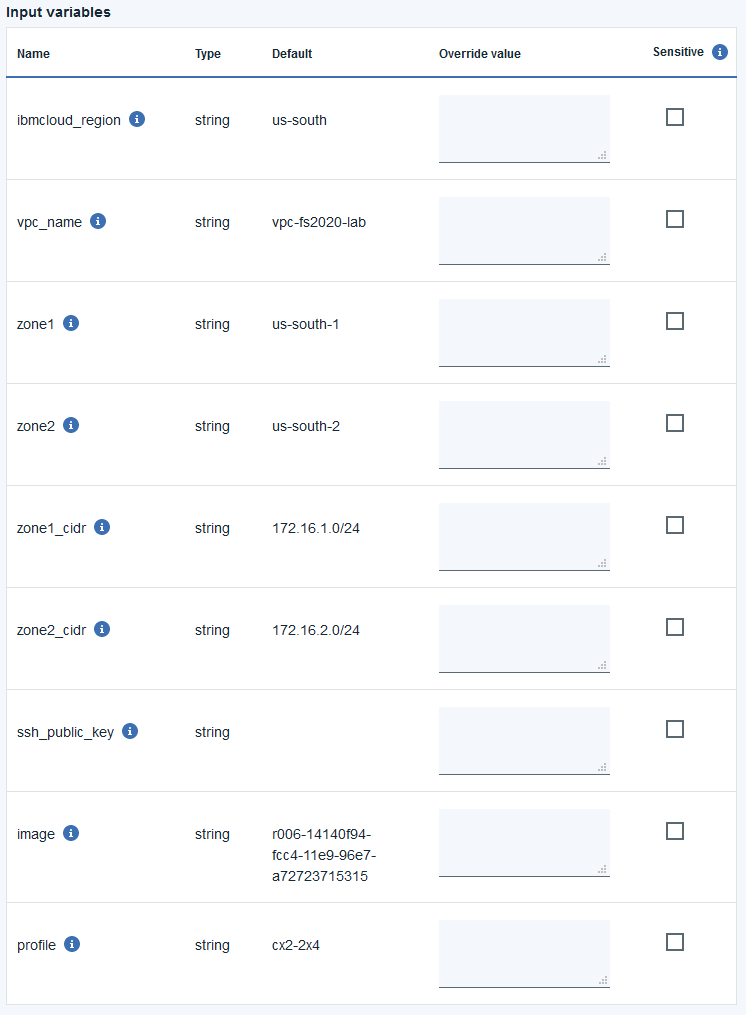 Input variables
Name Type Default Override value Sensitive
ibmcloud_region string us-south
vpc_name string vpc-fs2020-lab
zone1 string us-south-1
zone2 string us-south-2
zone1_cidr string 172.16.1.0/24
zone2_cidr string 172.16.2.0/24
ssh_public_key string
image string r006-14140f94-
fcc4-11e9-96e7-
a72723715315
profile string cx2-2x4